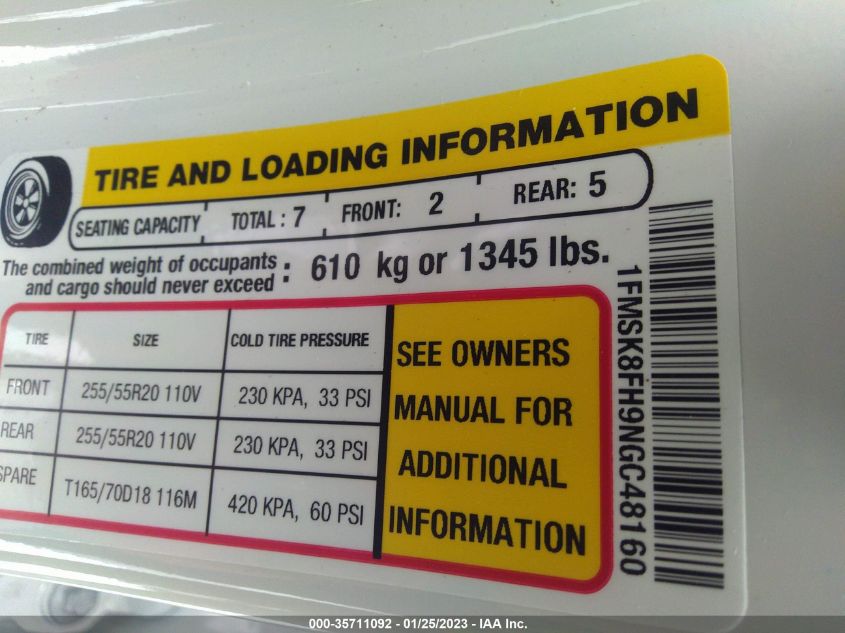 TIRE AND LOADING INFORMATION
SEATING CAPACITY TOTAL : 7 FRONT: 2 REAR: 5
The combined weight of occupants
and cargo should never exceed : 610 kg or 1345 lbs.
TIRE SIZE COLD TIRE PRESSURE
FRONT 255/55R20 110V 230 KPA, 33 PSI
REAR 255/55R20 110V 230 KPA, 33 PSI
SPARE T165/70D18 116M 420 KPA, 60 PSI
SEE OWNERS
MANUAL FOR
ADDITIONAL
INFORMATION
1FMSK8FH9NGC48160
000-35711092 - 01/25/2023 - IAA Inc.